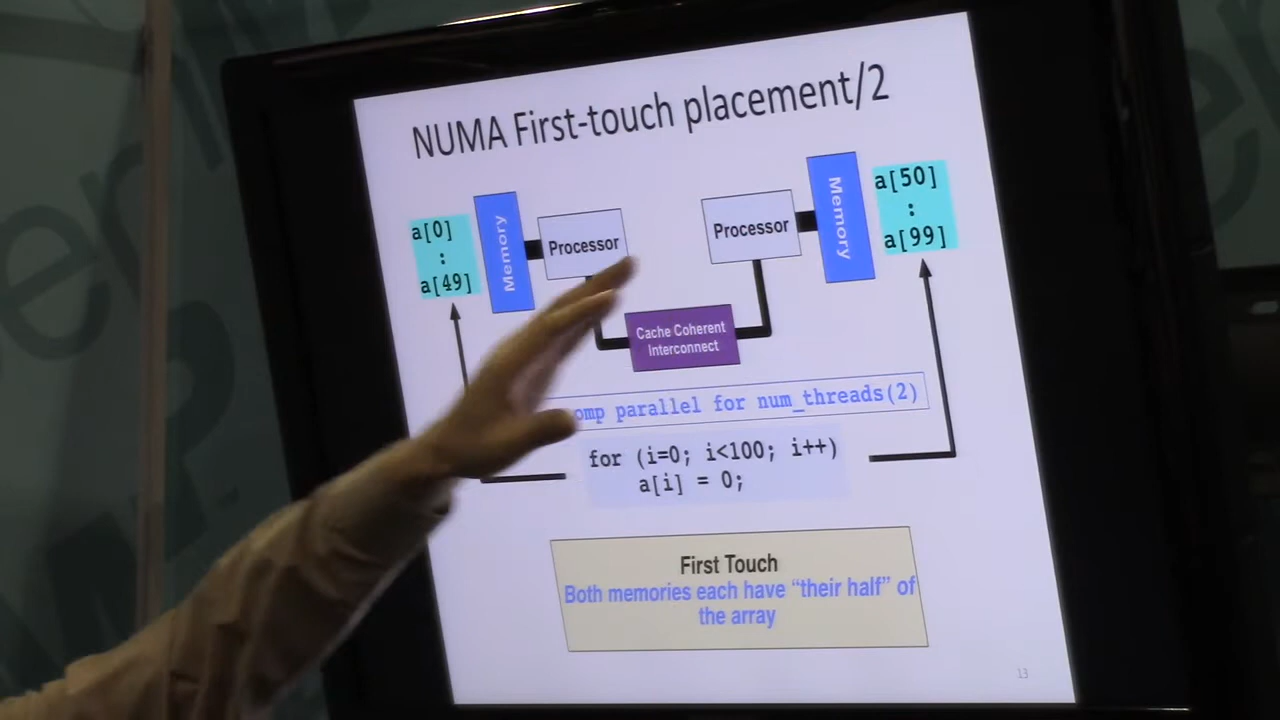 NUMA First-touch placement/2
a[0]
:
a[49]
Memory
Processor
Processor
Memory
a[50]
:
a[99]
Cache Coherent
Interconnect
omp parallel for num_threads(2)
for (i=0; i<100; i++)
a[i] = 0;
First Touch
Both memories each have “their half” of
the array
13